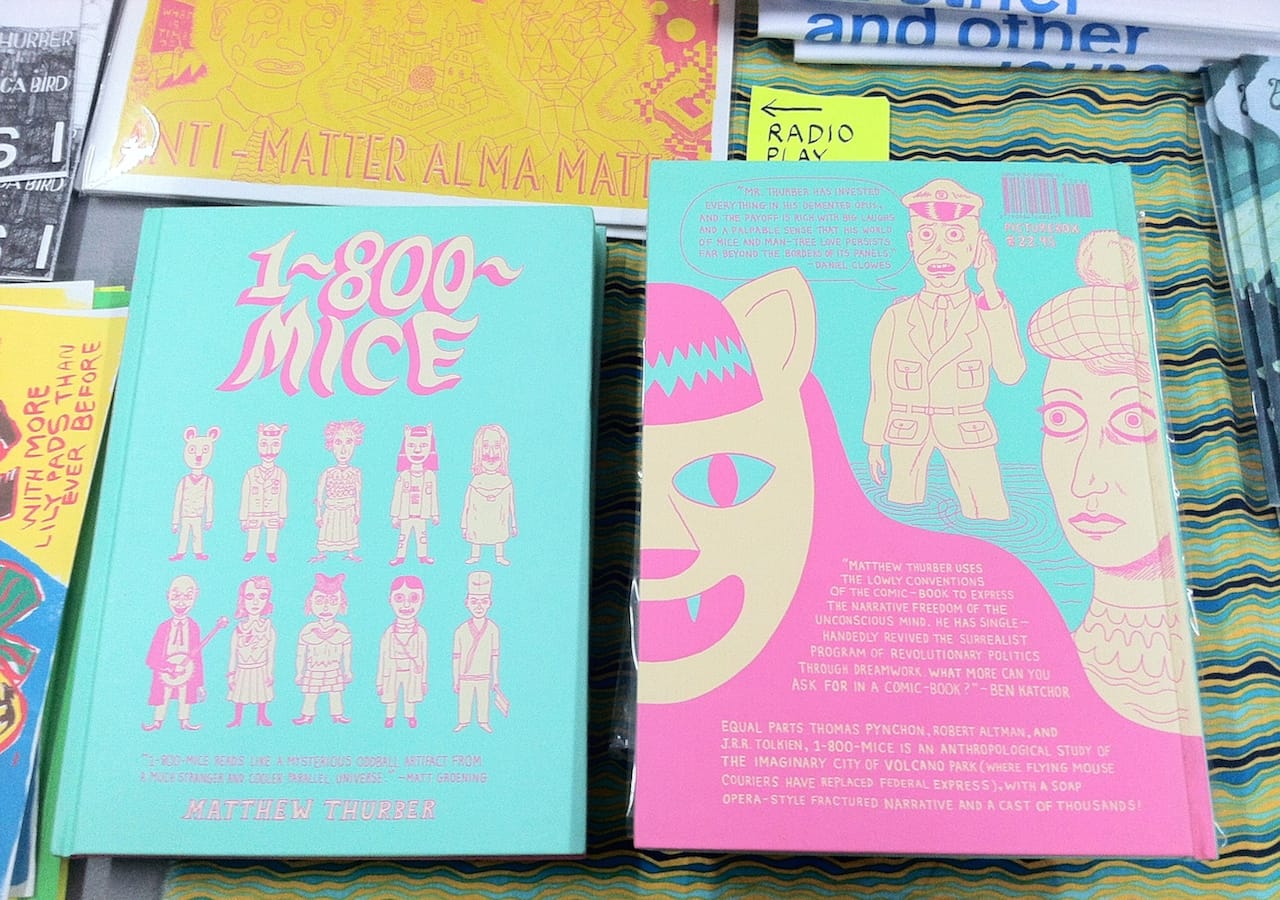 THURBER
CA BIRD
S I
CA BIRD
S I
NTI-MATTER ALMA MATE
and other
←
RADIO
PLAY
WITH MORE
LILY PADS THAN
EVER BEFORE
1-800-
MICE
"1-800-MICE READS LIKE A MYSTERIOUS ODDBALL ARTIFACT FROM
A MUCH STRANGER AND COOLER PARALLEL UNIVERSE." -MATT GROENING
MATTHEW THURBER
"MR. THURBER HAS INVESTED
EVERYTHING IN HIS DEMENTED OPUS,
AND THE PAYOFF IS RICH WITH BIG LAUGHS
AND A PALPABLE SENSE THAT HIS WORLD
OF MICE AND MAN-TREE LOVE PERSISTS
FAR BEYOND THE BORDERS OF ITS PANELS."
-DANIEL CLOWES
PICTUREBOX
$22.95
"MATTHEW THURBER USES
THE LOWLY CONVENTIONS
OF THE COMIC-BOOK TO EXPRESS
THE NARRATIVE FREEDOM OF THE
UNCONSCIOUS MIND. HE HAS SINGLE-
HANDEDLY REVIVED THE SURREALIST
PROGRAM OF REVOLUTIONARY POLITICS
THROUGH DREAMWORK. WHAT MORE CAN YOU
ASK FOR IN A COMIC-BOOK?" -BEN KATCHOR
EQUAL PARTS THOMAS PYNCHON, ROBERT ALTMAN, AND
J.R.R. TOLKIEN, 1-800-MICE IS AN ANTHROPOLOGICAL STUDY OF
THE IMAGINARY CITY OF VOLCANO PARK (WHERE FLYING MOUSE
COURIERS HAVE REPLACED FEDERAL EXPRESS), WITH A SOAP
OPERA-STYLE FRACTURED NARRATIVE AND A CAST OF THOUSANDS!